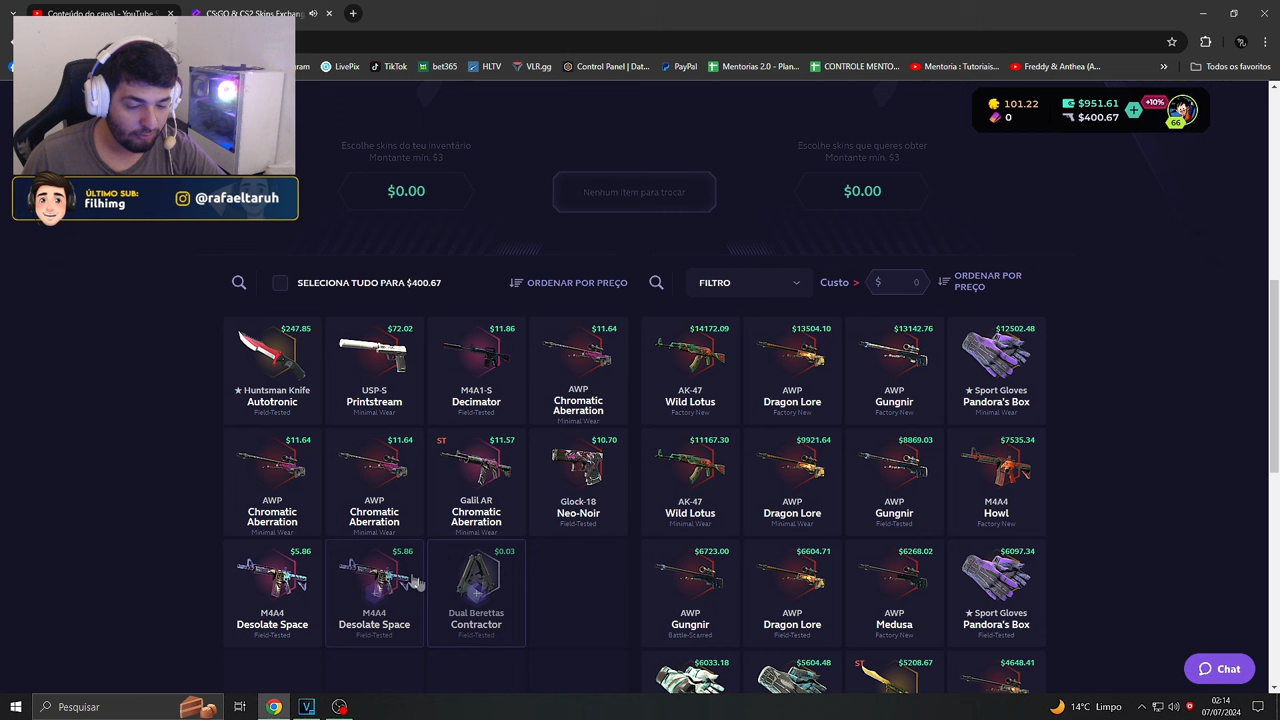 Conteúdo do canal - YouTube
CS:GO & CS2 Skins Exchan
LivePix
TikTok
bet365
HLTV
VLR.gg
Control Panel | Dat...
PayPal
Mentorias 2.0 - Plan...
CONTROLE MENTO...
Mentoria : Tutoriais...
Freddy & Anthea (A...
Todos os favoritos
101.22
$951.61
+10%
0
$400.67
66
ÚLTIMO SUB:
filhimg
@rafaeltaruh
Escolhe skins do teu inventário
Montante mín. $3
$0.00
Nenhum item para trocar
Escolhe skins que queres obter
Montante mín. $3
$0.00
SELECIONA TUDO PARA $400.67
ORDENAR POR PREÇO
FILTRO
Custo >
$ 0
ORDENAR POR
PREÇO
$247.85
★ Huntsman Knife
Autotronic
Field-Tested
$72.02
USP-S
Printstream
Minimal Wear
$11.86
M4A1-S
Decimator
Field-Tested
$11.64
AWP
Chromatic
Aberration
Minimal Wear
$14172.09
AK-47
Wild Lotus
Factory New
$13504.10
AWP
Dragon Lore
Factory New
$13142.76
AWP
Gungnir
Factory New
$12502.48
★ Sport Gloves
Pandora's Box
Minimal Wear
$11.64
AWP
Chromatic
Aberration
Minimal Wear
$11.64
AWP
Chromatic
Aberration
Minimal Wear
ST
$11.57
Galil AR
Chromatic
Aberration
Minimal Wear
$10.70
Glock-18
Neo-Noir
Field-Tested
$11167.30
AK-47
Wild Lotus
Minimal Wear
$9921.64
AWP
Dragon Lore
Minimal Wear
$8869.03
AWP
Gungnir
Field-Tested
$7535.34
M4A4
Howl
Factory New
$5.86
M4A4
Desolate Space
Field-Tested
$5.86
M4A4
Desolate Space
Field-Tested
$0.03
Dual Berettas
Contractor
Field-Tested
$6723.00
AWP
Gungnir
Battle-Scarred
$6604.71
AWP
Dragon Lore
Field-Tested
$6268.02
AWP
Medusa
Factory New
$6097.34
★ Sport Gloves
Pandora's Box
Field-Tested
$6033.18
$5604.48
ST
$5208.67
$4648.41
Chat
Pesquisar
14°C Limpo
02:14
07/07/2024